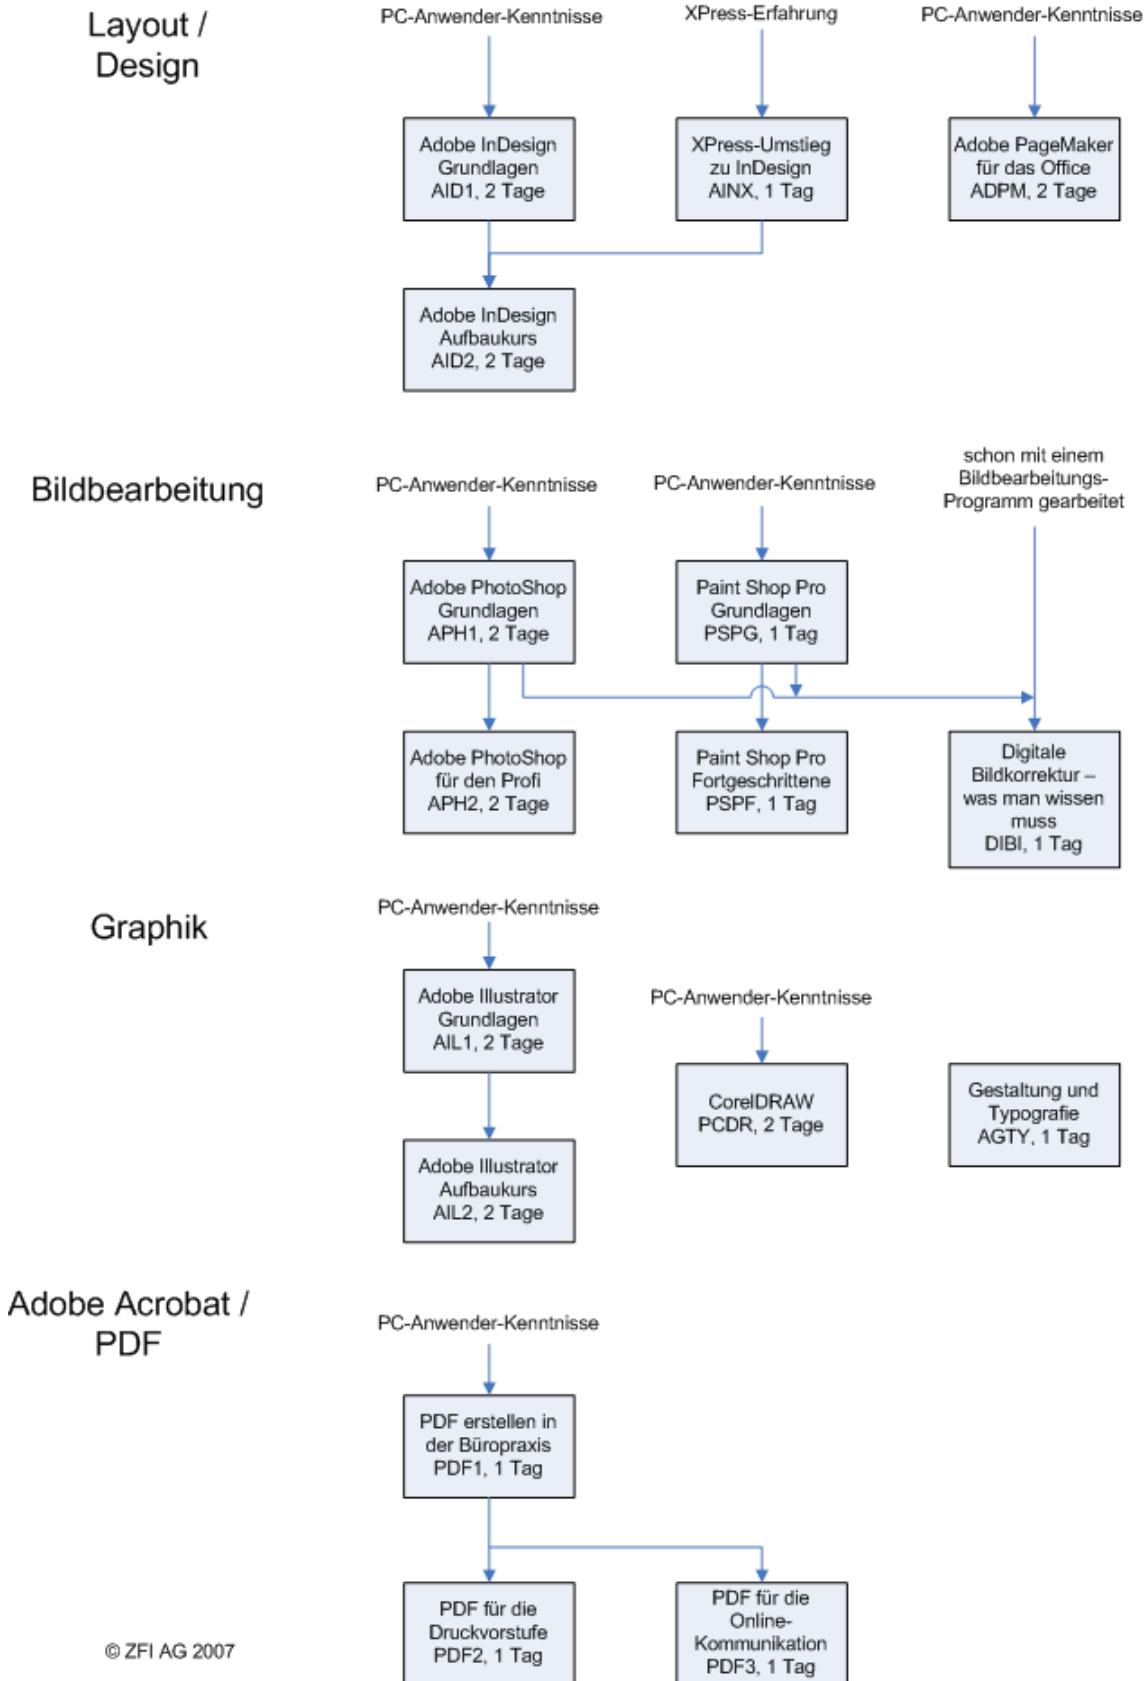 Layout /
Design
PC-Anwender-Kenntnisse
XPress-Erfahrung
PC-Anwender-Kenntnisse
Adobe InDesign
Grundlagen
AID1, 2 Tage
XPress-Umstieg
zu InDesign
AINX, 1 Tag
Adobe PageMaker
für das Office
ADPM, 2 Tage
Adobe InDesign
Aufbaukurs
AID2, 2 Tage
Bildbearbeitung
PC-Anwender-Kenntnisse
PC-Anwender-Kenntnisse
schon mit einem
Bildbearbeitungs-
Programm gearbeitet
Adobe PhotoShop
Grundlagen
APH1, 2 Tage
Paint Shop Pro
Grundlagen
PSPG, 1 Tag
Adobe PhotoShop
für den Profi
APH2, 2 Tage
Paint Shop Pro
Fortgeschrittene
PSPF, 1 Tag
Digitale
Bildkorrektur –
was man wissen
muss
DIBI, 1 Tag
Graphik
PC-Anwender-Kenntnisse
Adobe Illustrator
Grundlagen
AIL1, 2 Tage
PC-Anwender-Kenntnisse
CorelDRAW
PCDR, 2 Tage
Gestaltung und
Typografie
AGTY, 1 Tag
Adobe Illustrator
Aufbaukurs
AIL2, 2 Tage
Adobe Acrobat /
PDF
PC-Anwender-Kenntnisse
PDF erstellen in
der Büropraxis
PDF1, 1 Tag
PDF für die
Druckvorstufe
PDF2, 1 Tag
PDF für die
Online-
Kommunikation
PDF3, 1 Tag
© ZFI AG 2007